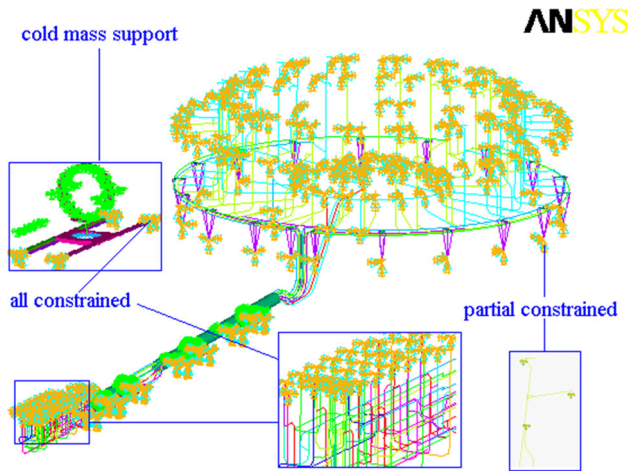 ANSYS
cold mass support
all constrained
partial constrained